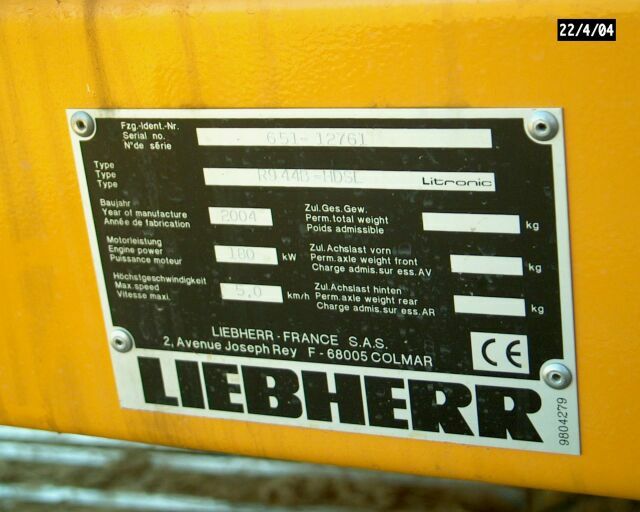 22/4/04
Fzg.-Ident.-Nr.
Serial no. 651-12761
N°de série
Type
Type R944B-HDSL Litronic
Type
Baujahr
Year of manufacture 2004
Année de fabrication
Zul.Ges.Gew.
Perm.total weight kg
Poids admissible
Motorleistung
Engine power 180 kW
Puissance moteur
Zul.Achslast vorn
Perm.axle weight front kg
Charge admis.sur ess.AV
Höchstgeschwindigkeit
Max.speed 5,0 km/h
Vitesse maxi.
Zul.Achslast hinten
Perm.axle weight rear kg
Charge admis.sur ess.AR
LIEBHERR-FRANCE S.A.S.
2, Avenue Joseph Rey F-68005 COLMAR
CE
LIEBHERR
9804279